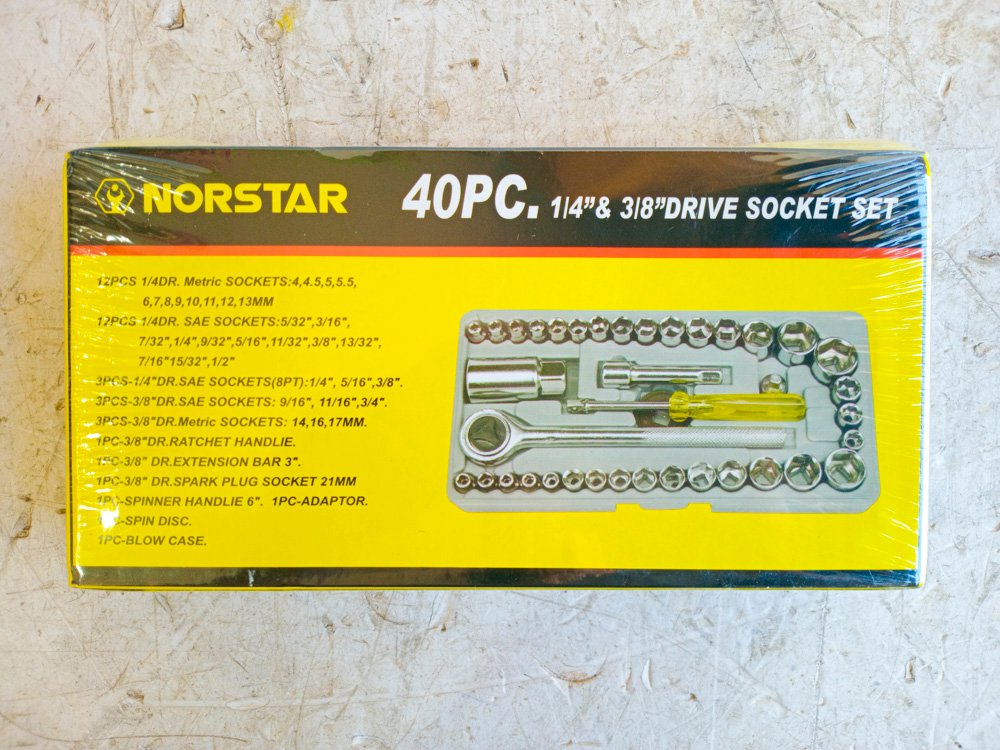 NORSTAR
40PC. 1/4"& 3/8"DRIVE SOCKET SET
12PCS 1/4DR. Metric SOCKETS:4,4.5,5,5.5,
6,7,8,9,10,11,12,13MM
12PCS 1/4DR. SAE SOCKETS:5/32",3/16",
7/32",1/4",9/32",5/16",11/32",3/8",13/32",
7/16"15/32",1/2"
3PCS-1/4"DR.SAE SOCKETS(8PT):1/4", 5/16",3/8".
3PCS-3/8"DR.SAE SOCKETS: 9/16", 11/16",3/4".
3PCS-3/8"DR.Metric SOCKETS: 14,16,17MM.
1PC-3/8"DR.RATCHET HANDLIE.
1PC-3/8" DR.EXTENSION BAR 3".
1PC-3/8" DR.SPARK PLUG SOCKET 21MM
1PC-SPINNER HANDLIE 6". 1PC-ADAPTOR.
1PC-SPIN DISC.
1PC-BLOW CASE.